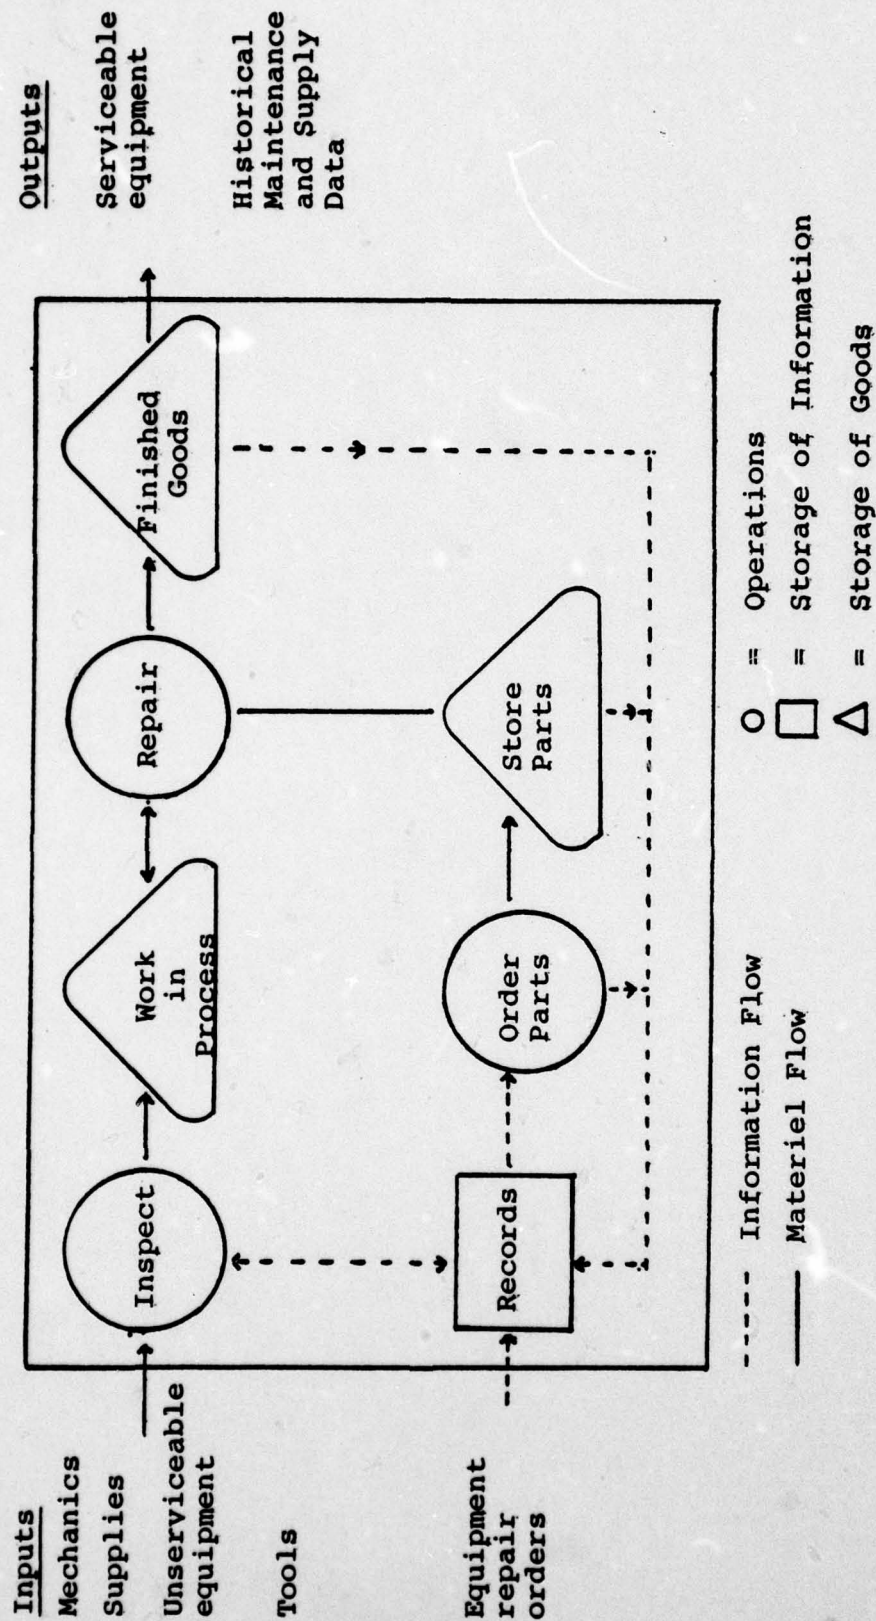 Inputs
Mechanics
Supplies
Unserviceable
equipment
Tools
Equipment
repair
orders
Inspect
Work
in
Process
Repair
Finished
Goods
Records
Order
Parts
Store
Parts
Outputs
Serviceable
equipment
Historical
Maintenance
and Supply
Data
----- Information Flow
Materiel Flow
= Operations
= Storage of Information
= Storage of Goods